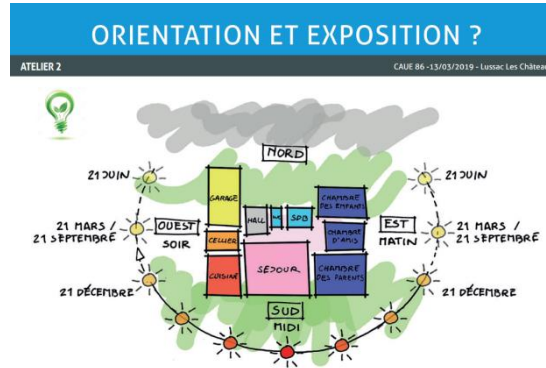 ORIENTATION ET EXPOSITION ?
ATELIER 2
CAUE 86 -13/03/2019 - Lussac Les Châteaux
NORD
21 JUIN
21 JUIN
GARAGE
CHAMBRE
DES ENFANTS
HALL
SDB
21 MARS /
21 SEPTEMBRE
OUEST
SOIR
CELLIER
CHAMBRE
D'AMIS
EST
MATIN
21 MARS /
21 SEPTEMBRE
CUISINE
SÉJOUR
CHAMBRE
DES PARENTS
21 DÉCEMBRE
21 DÉCEMBRE
SUD
MIDI